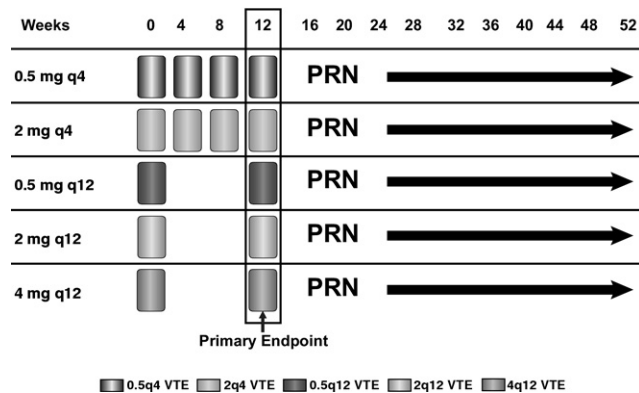 Weeks 0 4 8 12 16 20 24 28 32 36 40 44 48 52
0.5 mg q4 PRN
2 mg q4 PRN
0.5 mg q12 PRN
2 mg q12 PRN
4 mg q12 PRN
Primary Endpoint
0.5q4 VTE 2q4 VTE 0.5q12 VTE 2q12 VTE 4q12 VTE